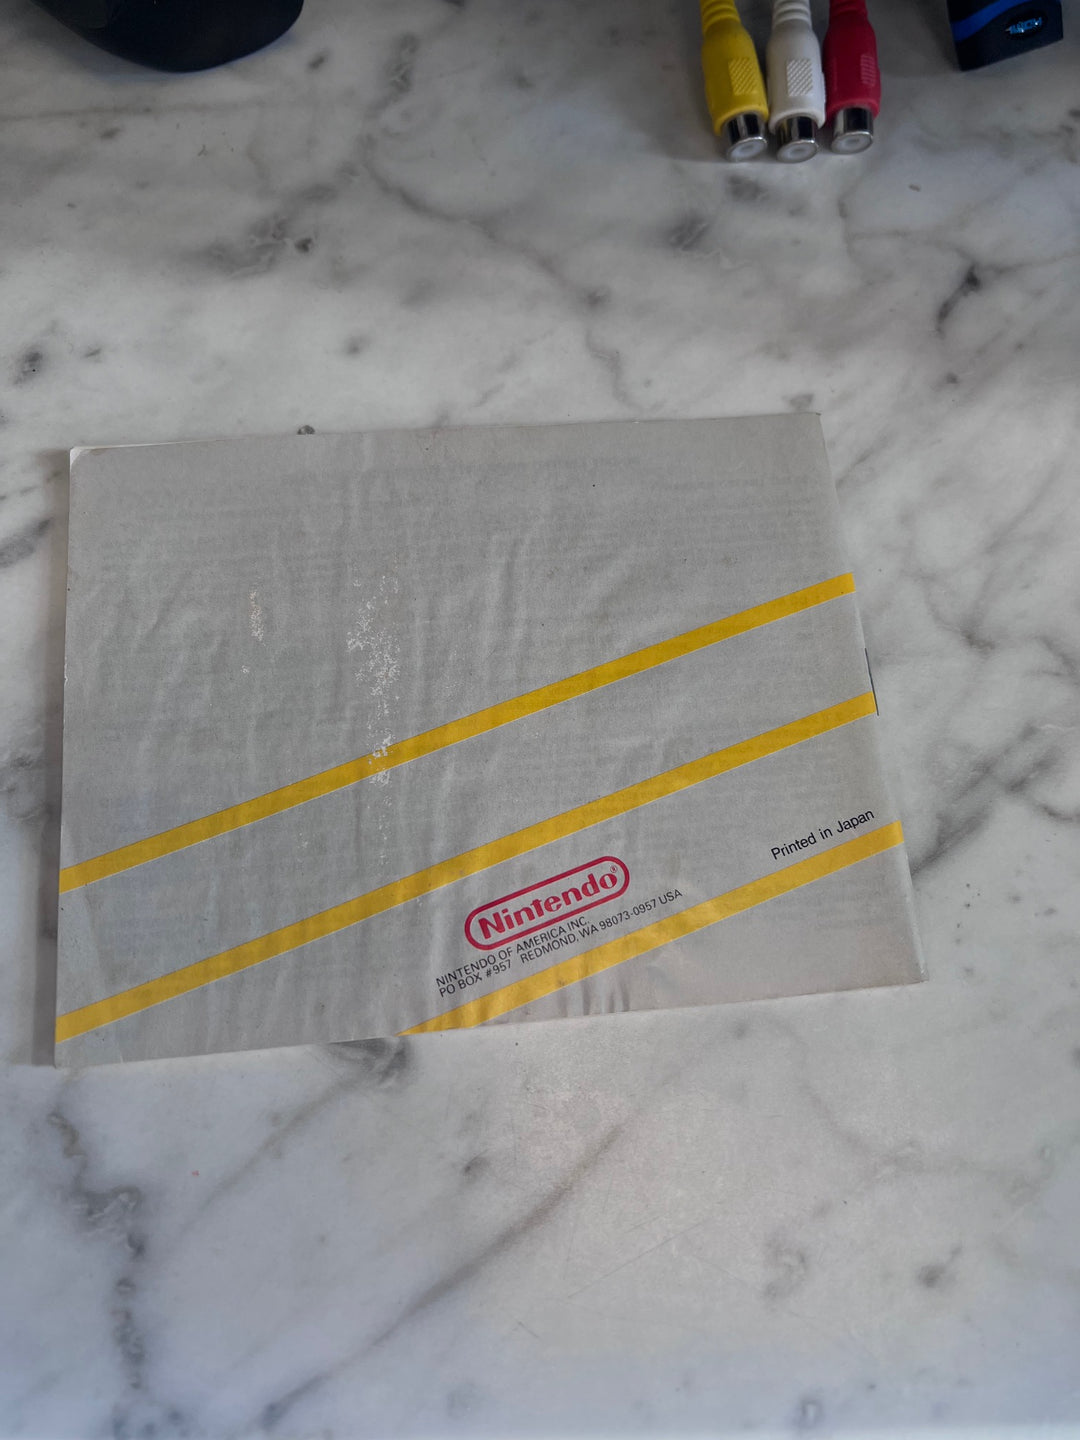 Printed in Japan
Nintendo®
NINTENDO OF AMERICA INC.
PO BOX #957 REDMOND, WA 98073-0957 USA